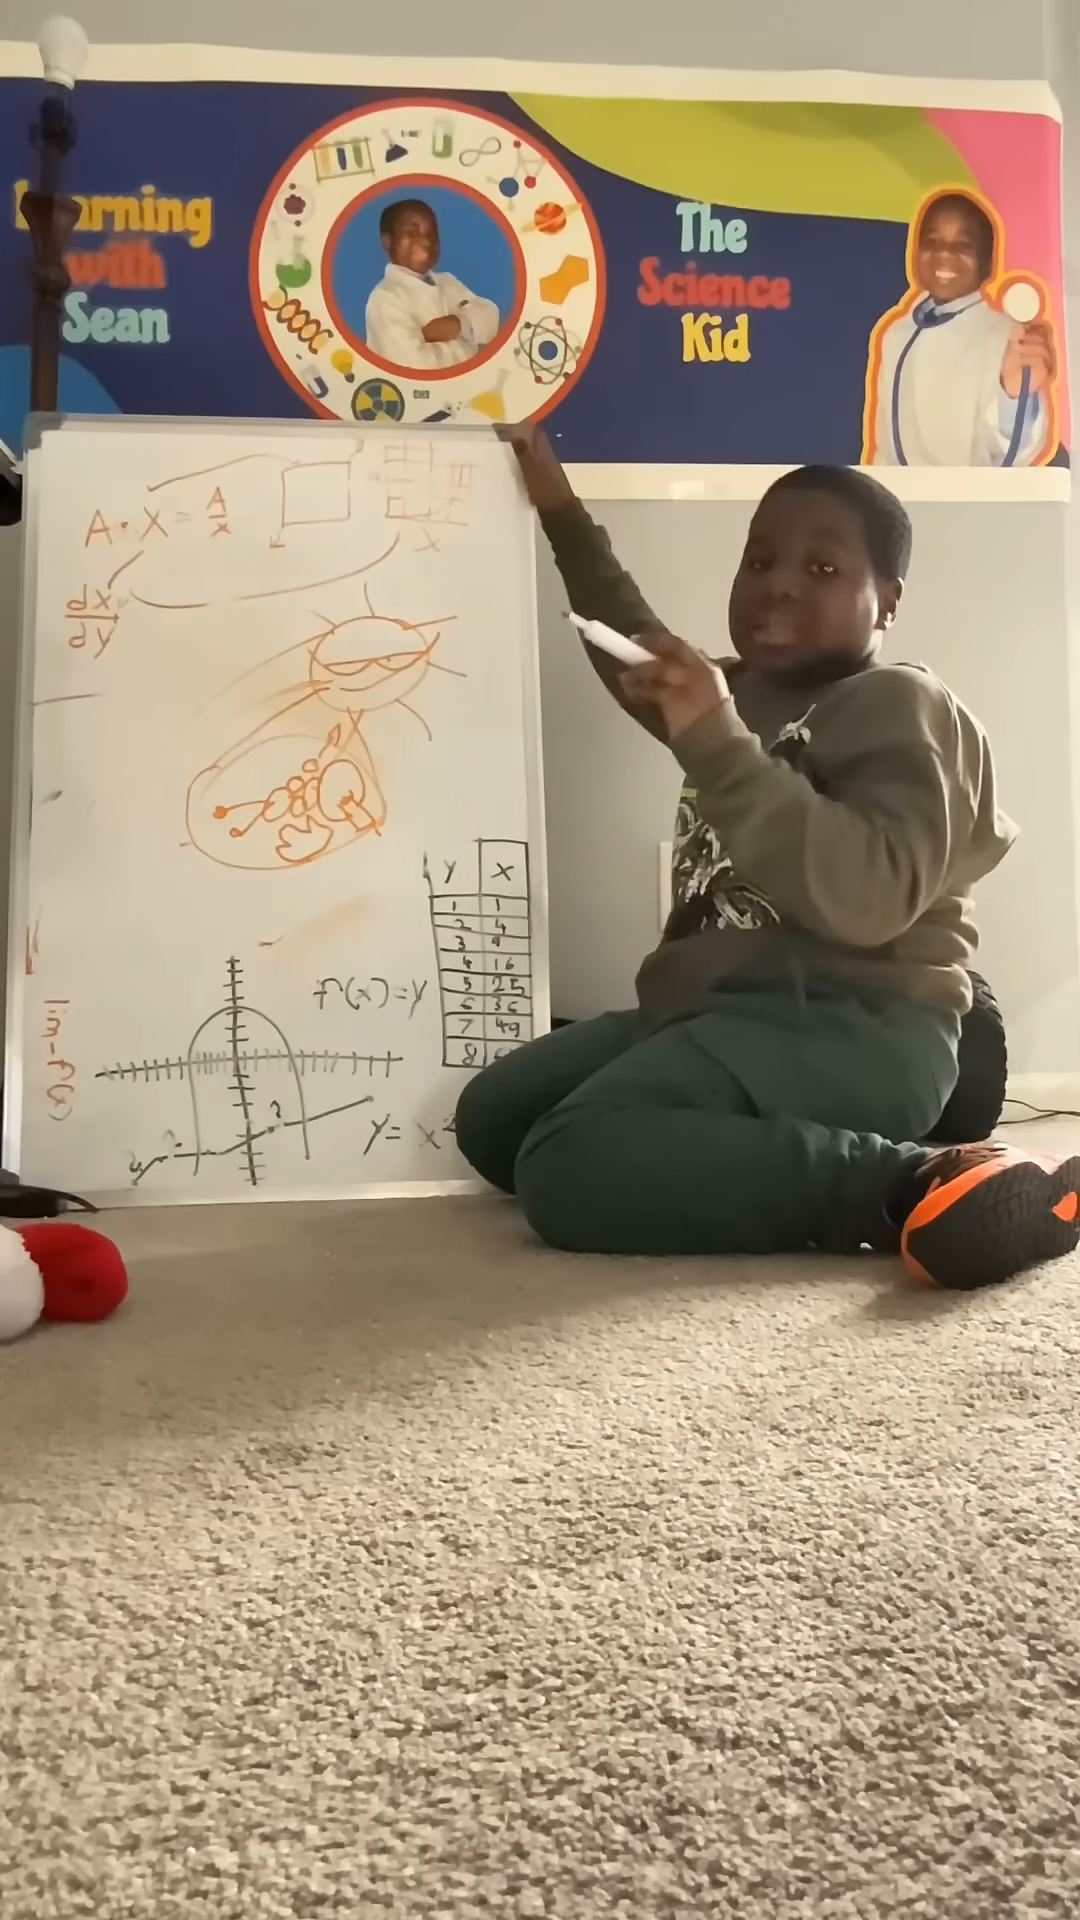 Learning
with
Sean
The
Science
Kid
A · X = A/x
X
dx/dy
Y X
1 1
2 4
3 9
4 16
5 25
6 36
7 49
8
f(x)=y
lim-f(x)
y= x²